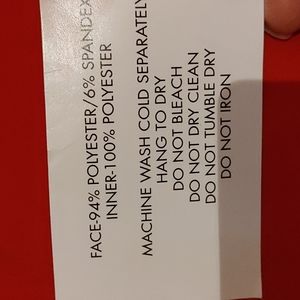 FACE-94% POLYESTER/6% SPANDEX
INNER-100% POLYESTER
MACHINE WASH COLD SEPARATELY
HANG TO DRY
DO NOT BLEACH
DO NOT DRY CLEAN
DO NOT TUMBLE DRY
DO NOT IRON